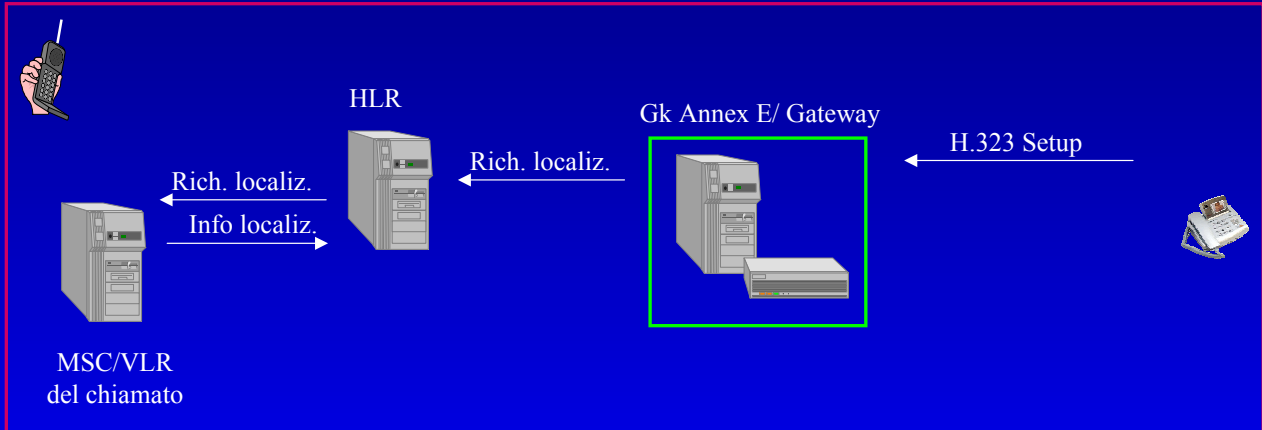 HLR
Gk Annex E/ Gateway
H.323 Setup
Rich. localiz.
Rich. localiz.
Info localiz.
MSC/VLR
del chiamato